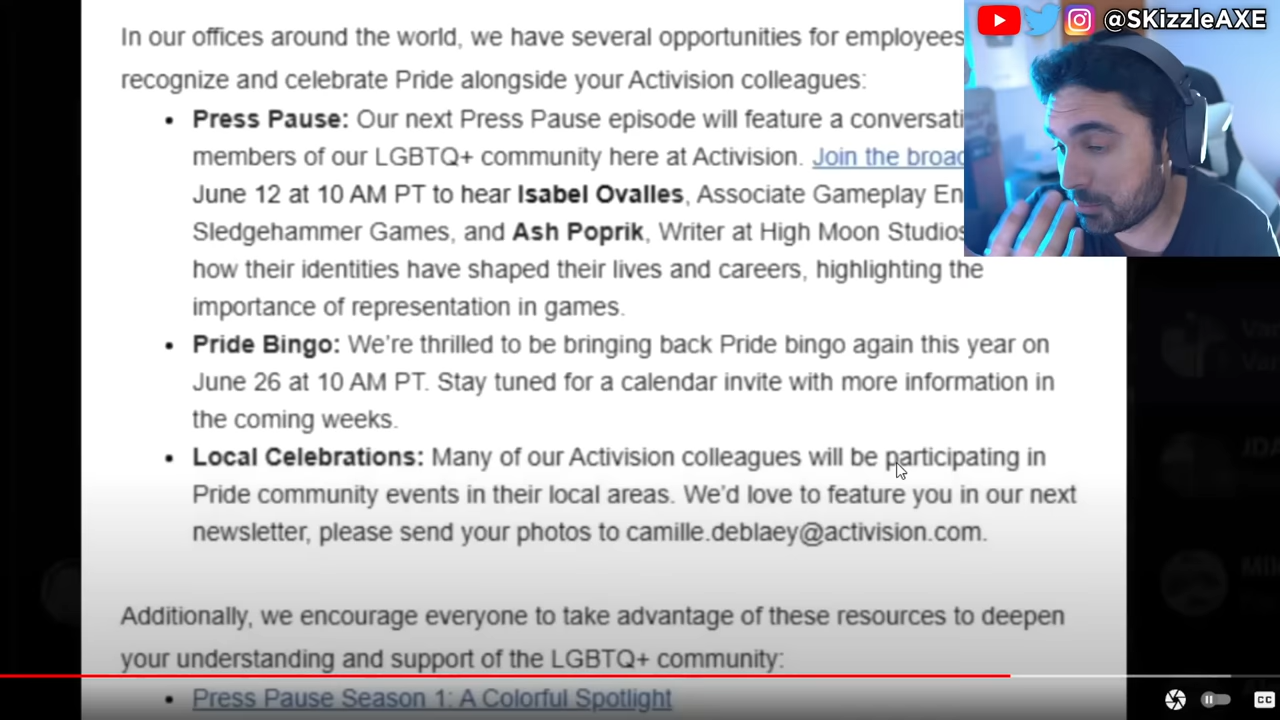 @SKizzleAXE
In our offices around the world, we have several opportunities for employees
recognize and celebrate Pride alongside your Activision colleagues:
• Press Pause: Our next Press Pause episode will feature a conversati
members of our LGBTQ+ community here at Activision. Join the broad
June 12 at 10 AM PT to hear Isabel Ovalles, Associate Gameplay En
Sledgehammer Games, and Ash Poprik, Writer at High Moon Studios
how their identities have shaped their lives and careers, highlighting the
importance of representation in games.
• Pride Bingo: We're thrilled to be bringing back Pride bingo again this year on
June 26 at 10 AM PT. Stay tuned for a calendar invite with more information in
the coming weeks.
• Local Celebrations: Many of our Activision colleagues will be participating in
Pride community events in their local areas. We'd love to feature you in our next
newsletter, please send your photos to camille.deblaey@activision.com.
Additionally, we encourage everyone to take advantage of these resources to deepen
your understanding and support of the LGBTQ+ community:
• Press Pause Season 1: A Colorful Spotlight
CC